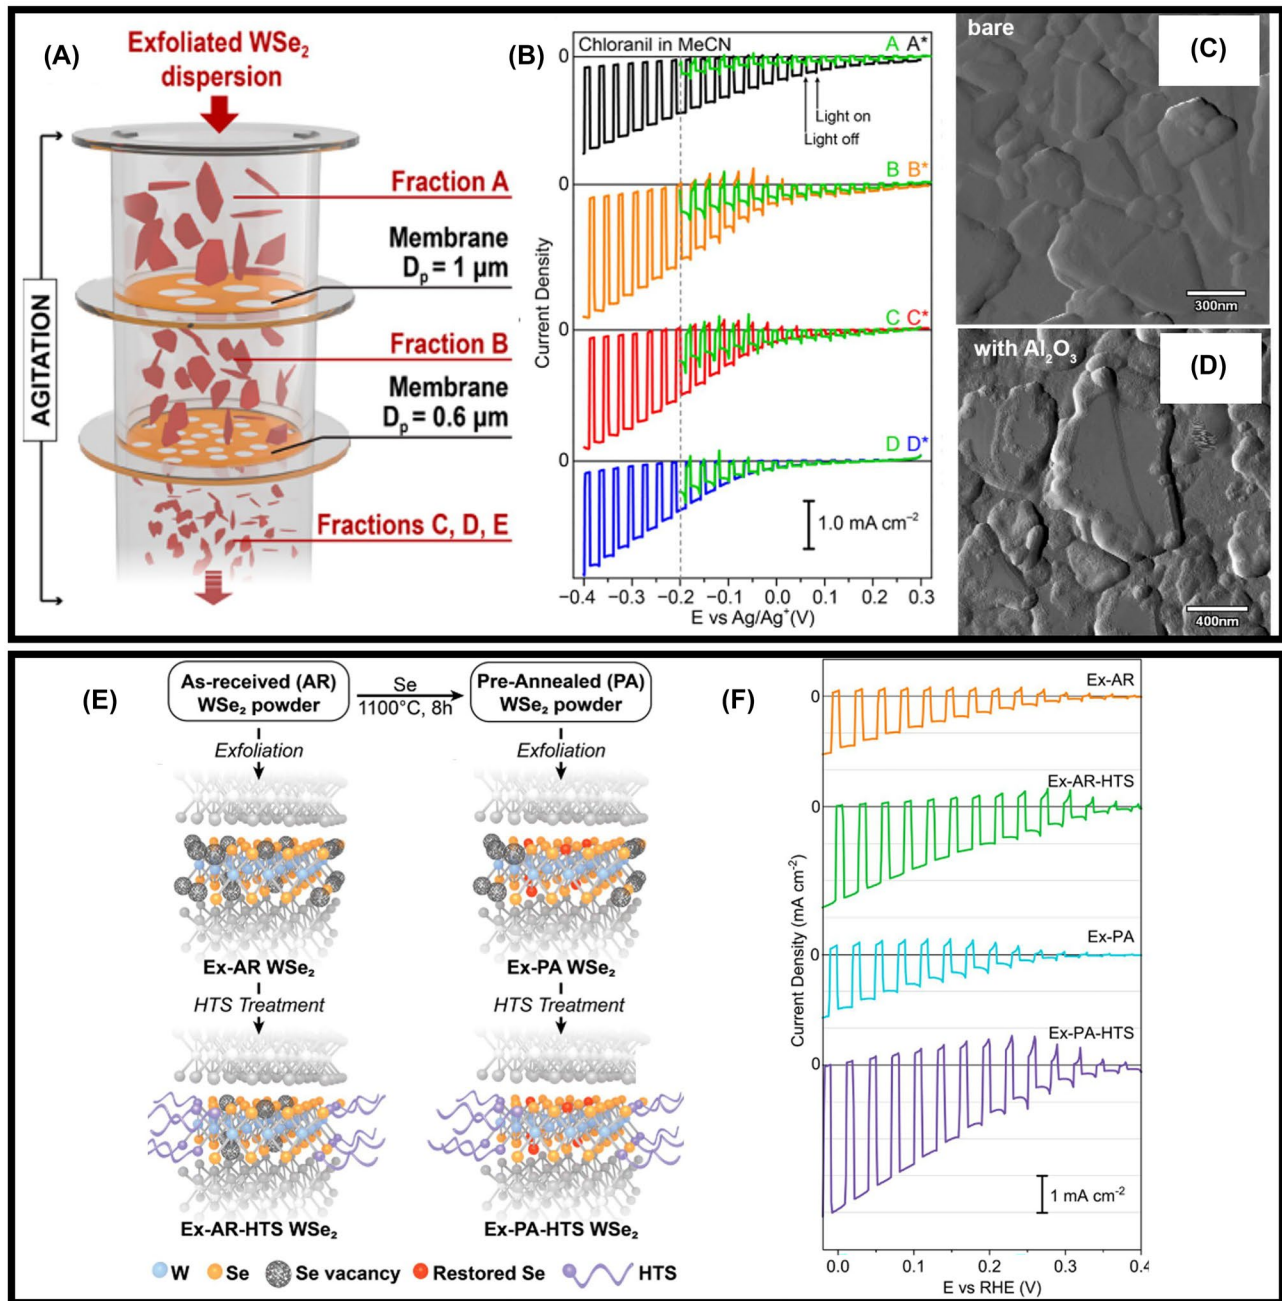 (A)
Exfoliated WSe₂
dispersion
AGITATION
Fraction A
Membrane
Dₚ = 1 μm
Fraction B
Membrane
Dₚ = 0.6 μm
Fractions C, D, E
(B)
Chloranil in MeCN
A A*
Light on
Light off
B B*
C C*
D D*
0
0
0
0
1.0 mA cm⁻²
Current Density
−0.4 −0.3 −0.2 −0.1 0.0 0.1 0.2 0.3
E vs Ag/Ag⁺(V)
bare
(C)
300nm
with Al₂O₃
(D)
400nm
(E)
As-received (AR)
WSe₂ powder
Se
1100°C, 8h
Pre-Annealed (PA)
WSe₂ powder
Exfoliation
Exfoliation
Ex-AR WSe₂
Ex-PA WSe₂
HTS Treatment
HTS Treatment
Ex-AR-HTS WSe₂
Ex-PA-HTS WSe₂
W Se Se vacancy Restored Se HTS
(F)
Ex-AR
Ex-AR-HTS
Ex-PA
Ex-PA-HTS
0
0
0
0
1 mA cm⁻²
Current Density (mA cm⁻²)
0.0 0.1 0.2 0.3 0.4
E vs RHE (V)